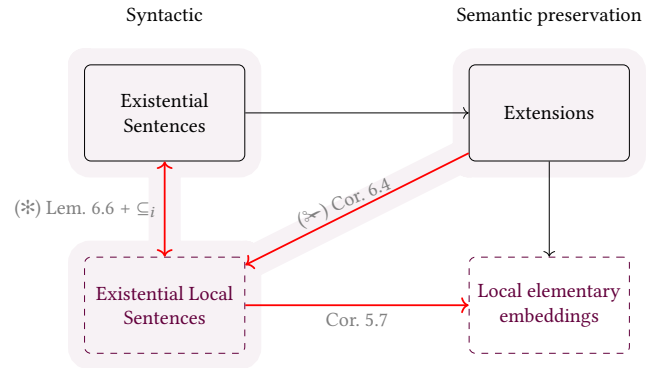 Syntactic
Semantic preservation
Existential
Sentences
Extensions
(✼) Lem. 6.6 + ⊆ᵢ
(✂) Cor. 6.4
Existential Local
Sentences
Cor. 5.7
Local elementary
embeddings